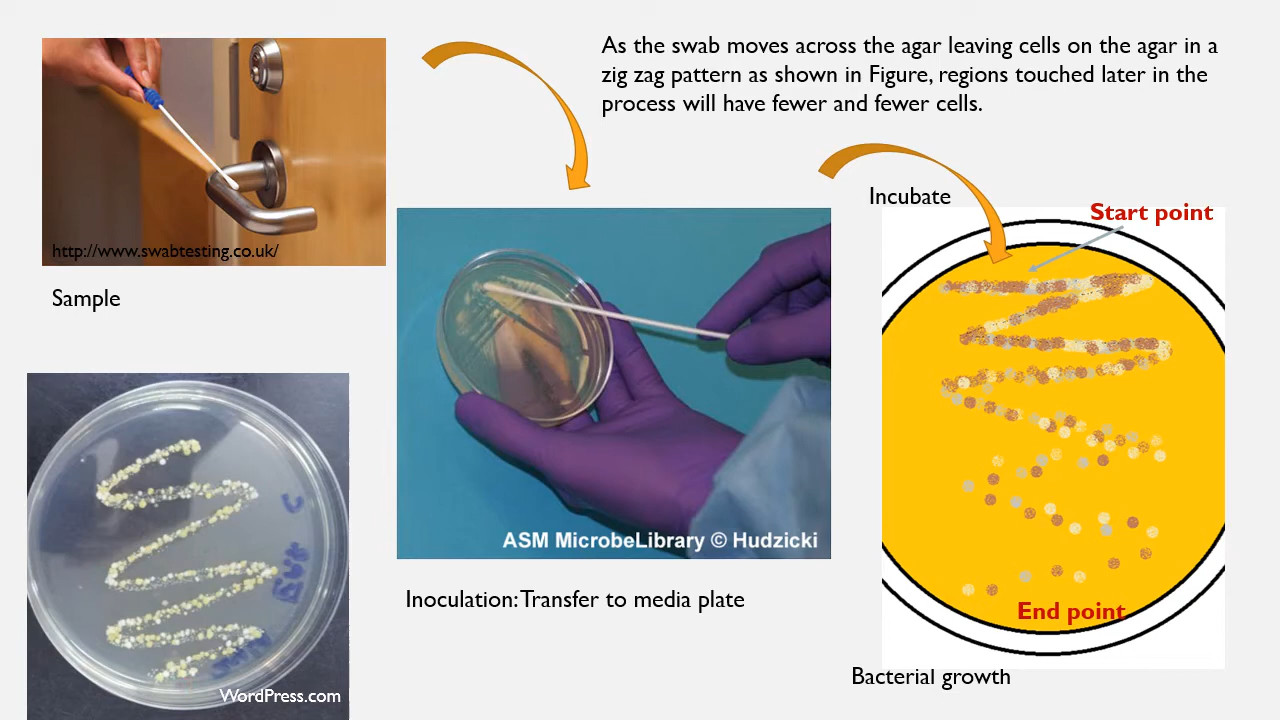 As the swab moves across the agar leaving cells on the agar in a
zig zag pattern as shown in Figure, regions touched later in the
process will have fewer and fewer cells.
http://www.swabtesting.co.uk/
Sample
Incubate
Start point
ASM MicrobeLibrary © Hudzicki
Inoculation: Transfer to media plate
End point
Bacterial growth
WordPress.com